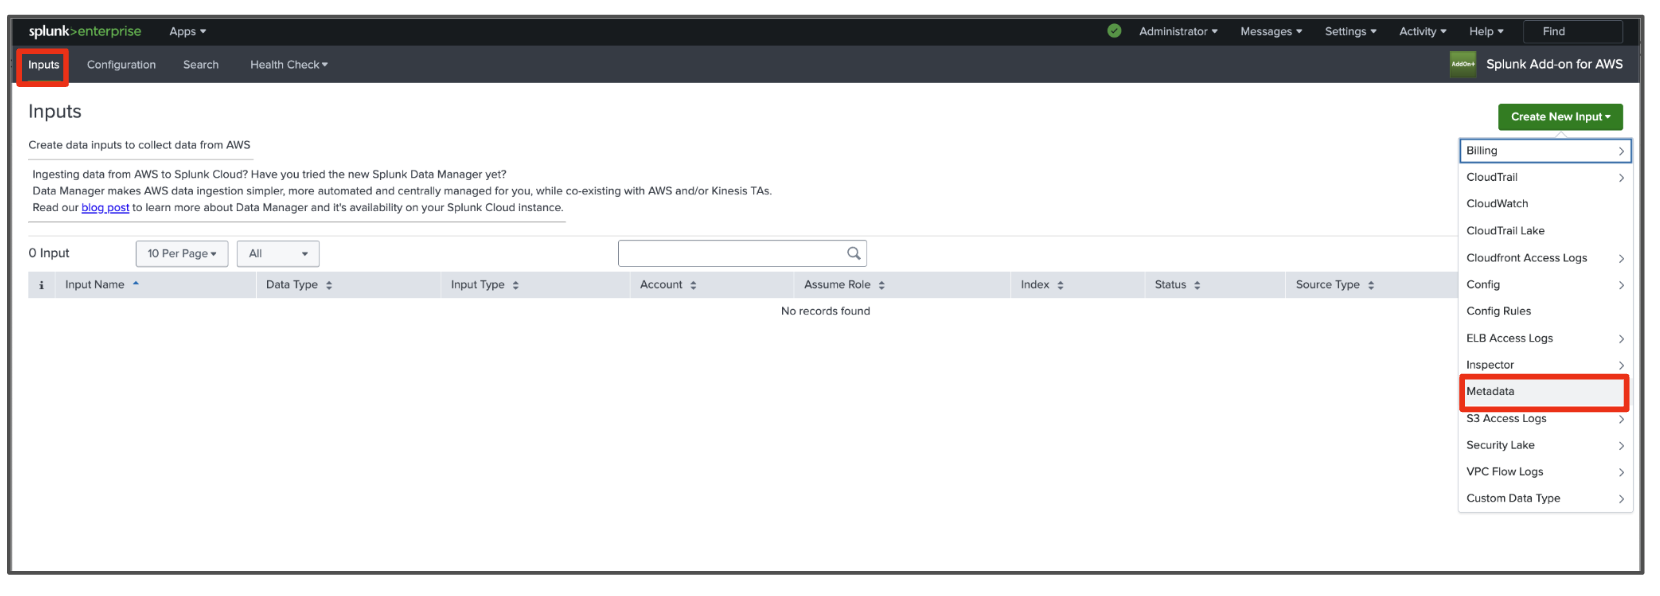 splunk>enterprise Apps Administrator Messages Settings Activity Help Find
Inputs Configuration Search Health Check AddOn+ Splunk Add-on for AWS
Inputs
Create New Input
Create data inputs to collect data from AWS
Ingesting data from AWS to Splunk Cloud? Have you tried the new Splunk Data Manager yet?
Data Manager makes AWS data ingestion simpler, more automated and centrally managed for you, while co-existing with AWS and/or Kinesis TAs.
Read our blog post to learn more about Data Manager and it's availability on your Splunk Cloud instance.
0 Input 10 Per Page All
i Input Name Data Type Input Type Account Assume Role Index Status Source Type
No records found
Billing
CloudTrail
CloudWatch
CloudTrail Lake
Cloudfront Access Logs
Config
Config Rules
ELB Access Logs
Inspector
Metadata
S3 Access Logs
Security Lake
VPC Flow Logs
Custom Data Type